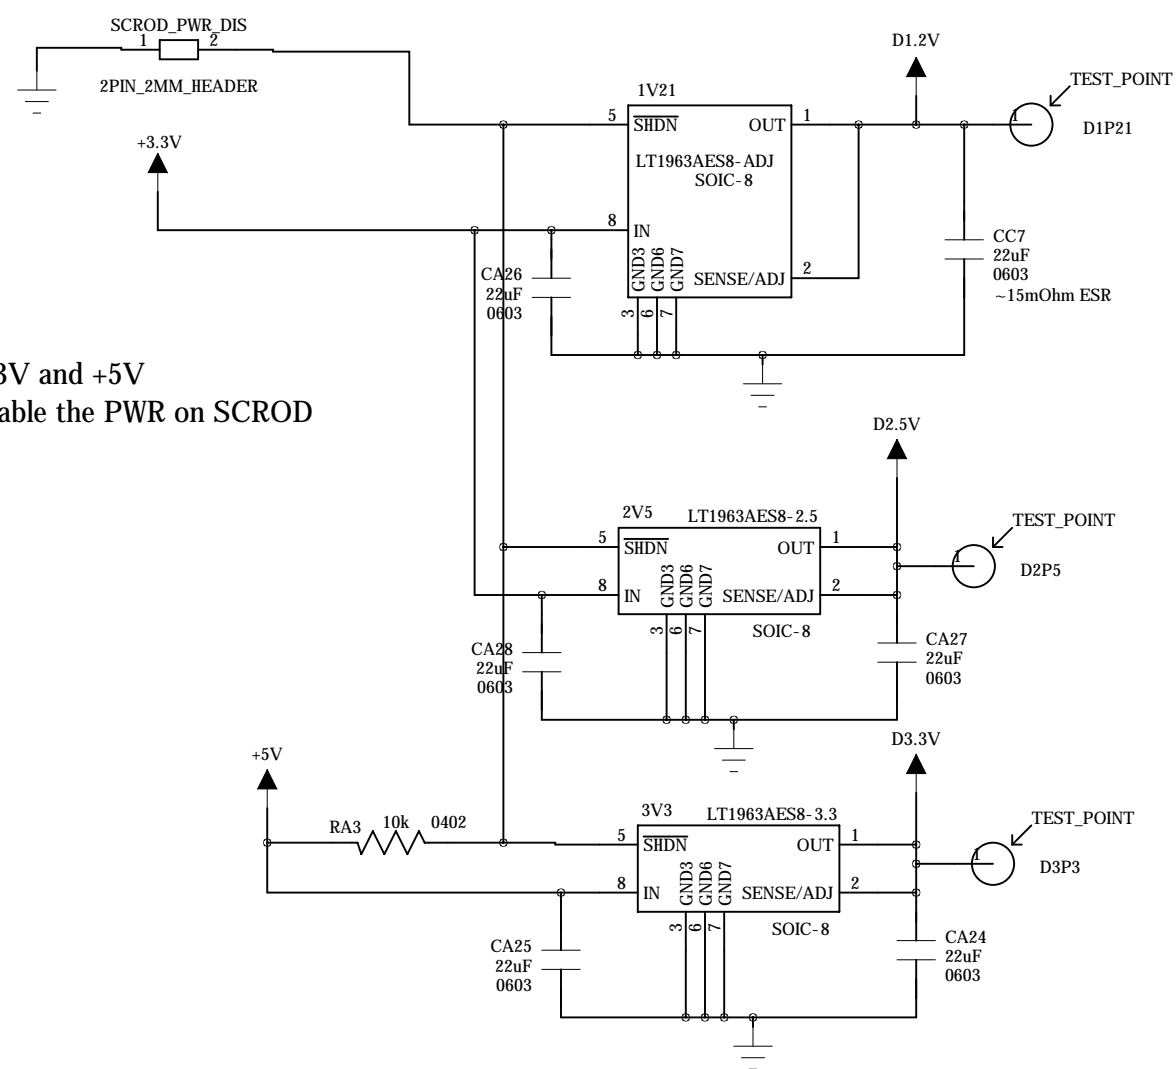 SCROD_PWR_DIS
1 2
2PIN_2MM_HEADER
+3.3V
1V21
5 SHDN OUT 1
LT1963AES8-ADJ
SOIC-8
8 IN
GND3 GND6 GND7
SENSE/ADJ 2
3 6 7
CA26
22uF
0603
D1.2V
TEST_POINT
1
D1P21
CC7
22uF
0603
~15mOhm ESR
3V and +5V
able the PWR on SCROD
D2.5V
2V5 LT1963AES8-2.5
5 SHDN OUT 1
8 IN GND3 GND6 GND7 SENSE/ADJ 2
3 6 7 SOIC-8
TEST_POINT
1
D2P5
CA28
22uF
0603
CA27
22uF
0603
+5V
RA3 10k 0402
D3.3V
3V3 LT1963AES8-3.3
5 SHDN OUT 1
8 IN GND3 GND6 GND7 SENSE/ADJ 2
3 6 7 SOIC-8
TEST_POINT
1
D3P3
CA25
22uF
0603
CA24
22uF
0603